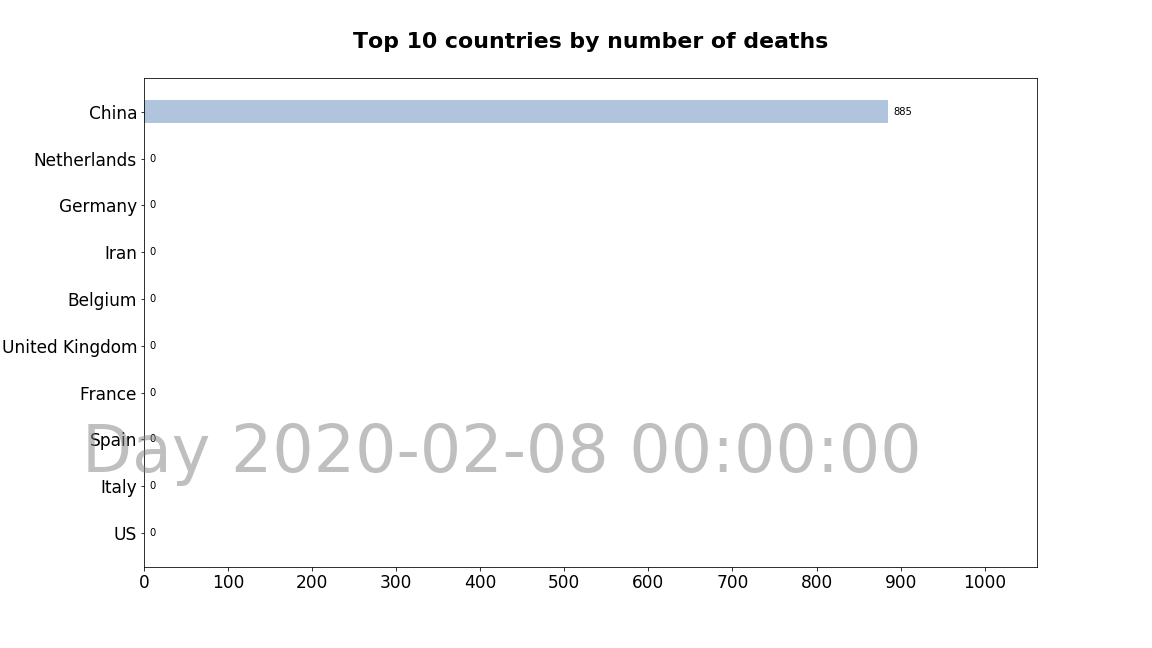 Top 10 countries by number of deaths
China 885
Netherlands 0
Germany 0
Iran 0
Belgium 0
United Kingdom 0
France 0
Spain 0
Day 2020-02-08 00:00:00
Italy 0
US 0
0 100 200 300 400 500 600 700 800 900 1000